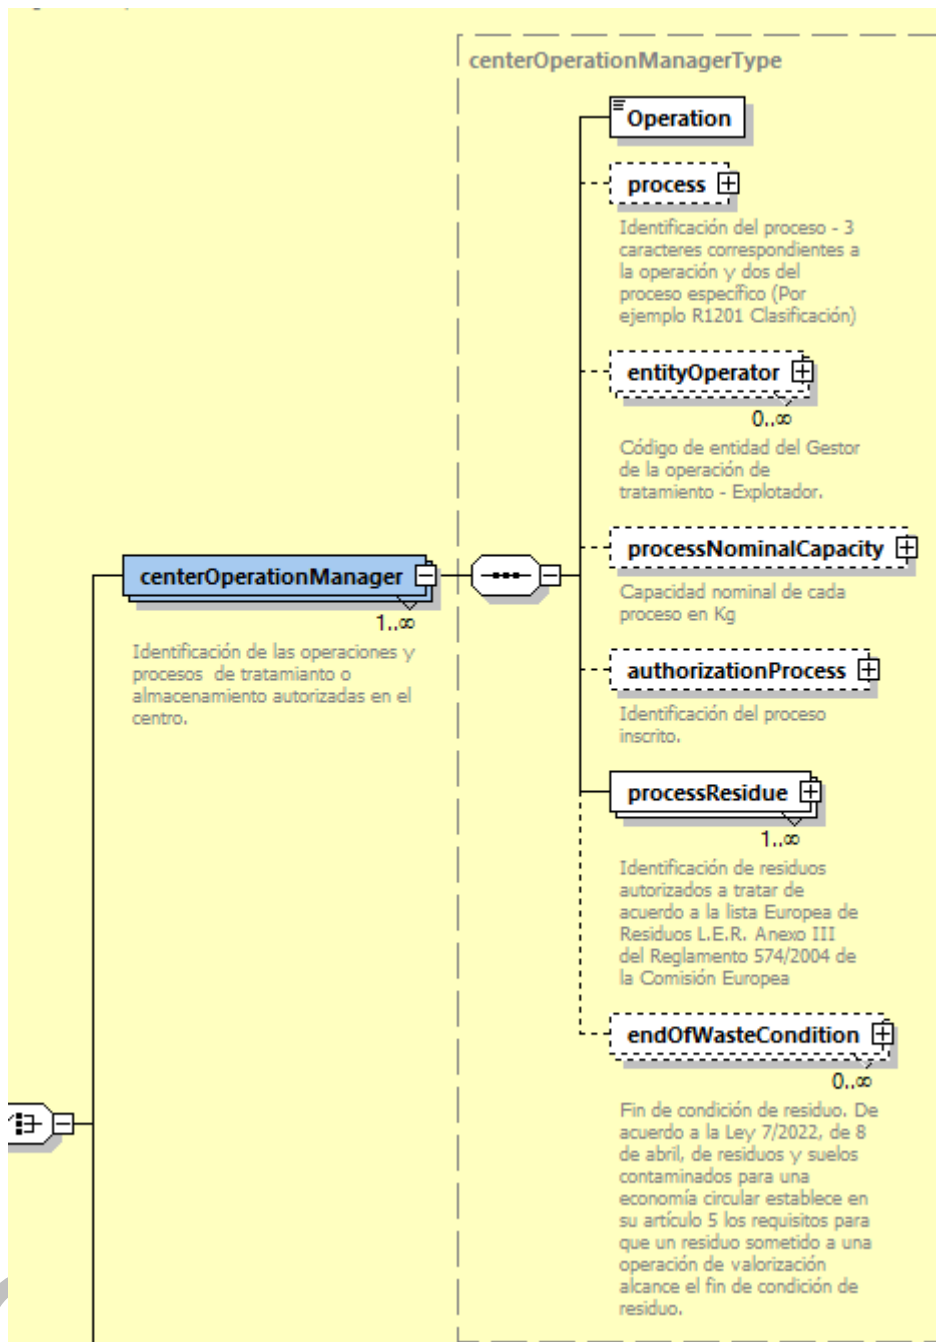 centerOperationManagerType
Operation
process
Identificación del proceso - 3
caracteres correspondientes a
la operación y dos del
proceso específico (Por
ejemplo R1201 Clasificación)
entityOperator
0..∞
Código de entidad del Gestor
de la operación de
tratamiento - Explotador.
processNominalCapacity
Capacidad nominal de cada
proceso en Kg
centerOperationManager
1..∞
Identificación de las operaciones y
procesos de tratamianto o
almacenamiento autorizadas en el
centro.
authorizationProcess
Identificación del proceso
inscrito.
processResidue
1..∞
Identificación de residuos
autorizados a tratar de
acuerdo a la lista Europea de
Residuos L.E.R. Anexo III
del Reglamento 574/2004 de
la Comisión Europea
endOfWasteCondition
0..∞
Fin de condición de residuo. De
acuerdo a la Ley 7/2022, de 8
de abril, de residuos y suelos
contaminados para una
economía circular establece en
su artículo 5 los requisitos para
que un residuo sometido a una
operación de valorización
alcance el fin de condición de
residuo.